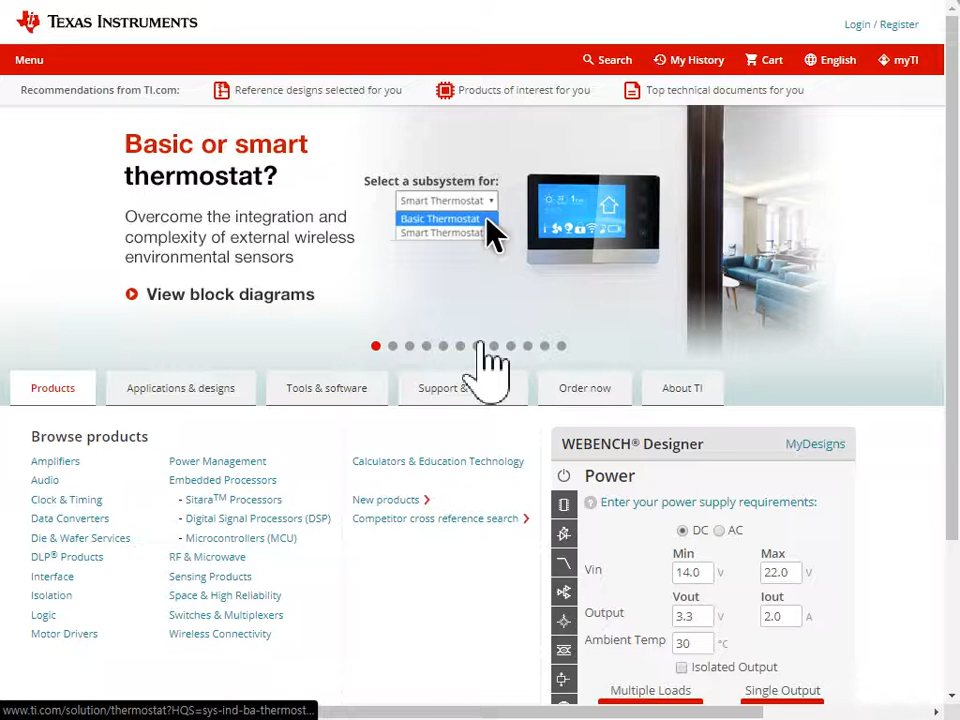 TEXAS INSTRUMENTS
Login / Register
Menu
Search
My History
Cart
English
myTI
Recommendations from TI.com:
Reference designs selected for you
Products of interest for you
Top technical documents for you
Basic or smart
thermostat?
Overcome the integration and
complexity of external wireless
environmental sensors
View block diagrams
Select a subsystem for:
Smart Thermostat
Basic Thermostat
Smart Thermostat
Products
Applications & designs
Tools & software
Support &
Order now
About TI
Browse products
Amplifiers
Audio
Clock & Timing
Data Converters
Die & Wafer Services
DLP® Products
Interface
Isolation
Logic
Motor Drivers
Power Management
Embedded Processors
- Sitara™ Processors
- Digital Signal Processors (DSP)
- Microcontrollers (MCU)
RF & Microwave
Sensing Products
Space & High Reliability
Switches & Multiplexers
Wireless Connectivity
Calculators & Education Technology
New products
Competitor cross reference search
WEBENCH® Designer
MyDesigns
Power
Enter your power supply requirements:
DC AC
Min Max
Vin 14.0 V 22.0 V
Vout Iout
Output 3.3 V 2.0 A
Ambient Temp 30 °C
Isolated Output
Multiple Loads
Single Output
www.ti.com/solution/thermostat?HQS=sys-ind-ba-thermost...